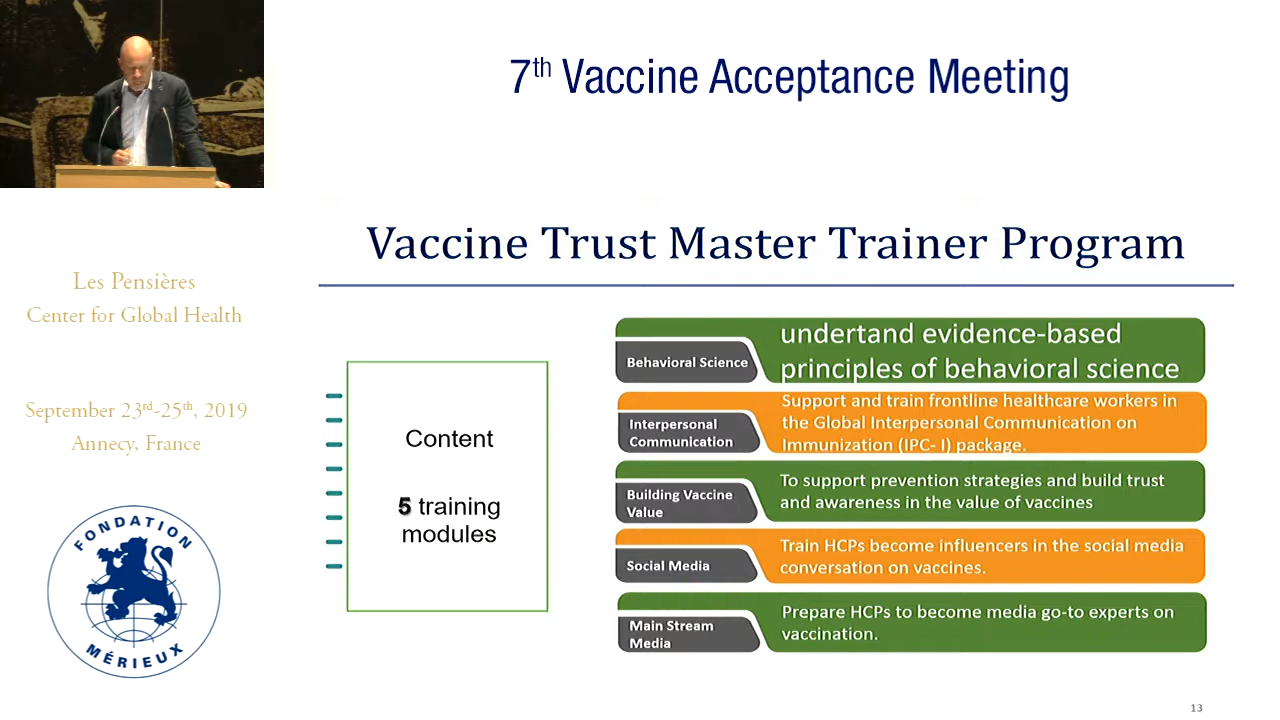 7th Vaccine Acceptance Meeting
Vaccine Trust Master Trainer Program
Les Pensières
Center for Global Health
September 23rd-25th, 2019
Annecy, France
FONDATION
MÉRIEUX
Content
5 training
modules
Behavioral Science
undertand evidence-based
principles of behavioral science
Interpersonal
Communication
Support and train frontline healthcare workers in
the Global Interpersonal Communication on
Immunization (IPC- I) package.
Building Vaccine
Value
To support prevention strategies and build trust
and awareness in the value of vaccines
Social Media
Train HCPs become influencers in the social media
conversation on vaccines.
Main Stream
Media
Prepare HCPs to become media go-to experts on
vaccination.
13